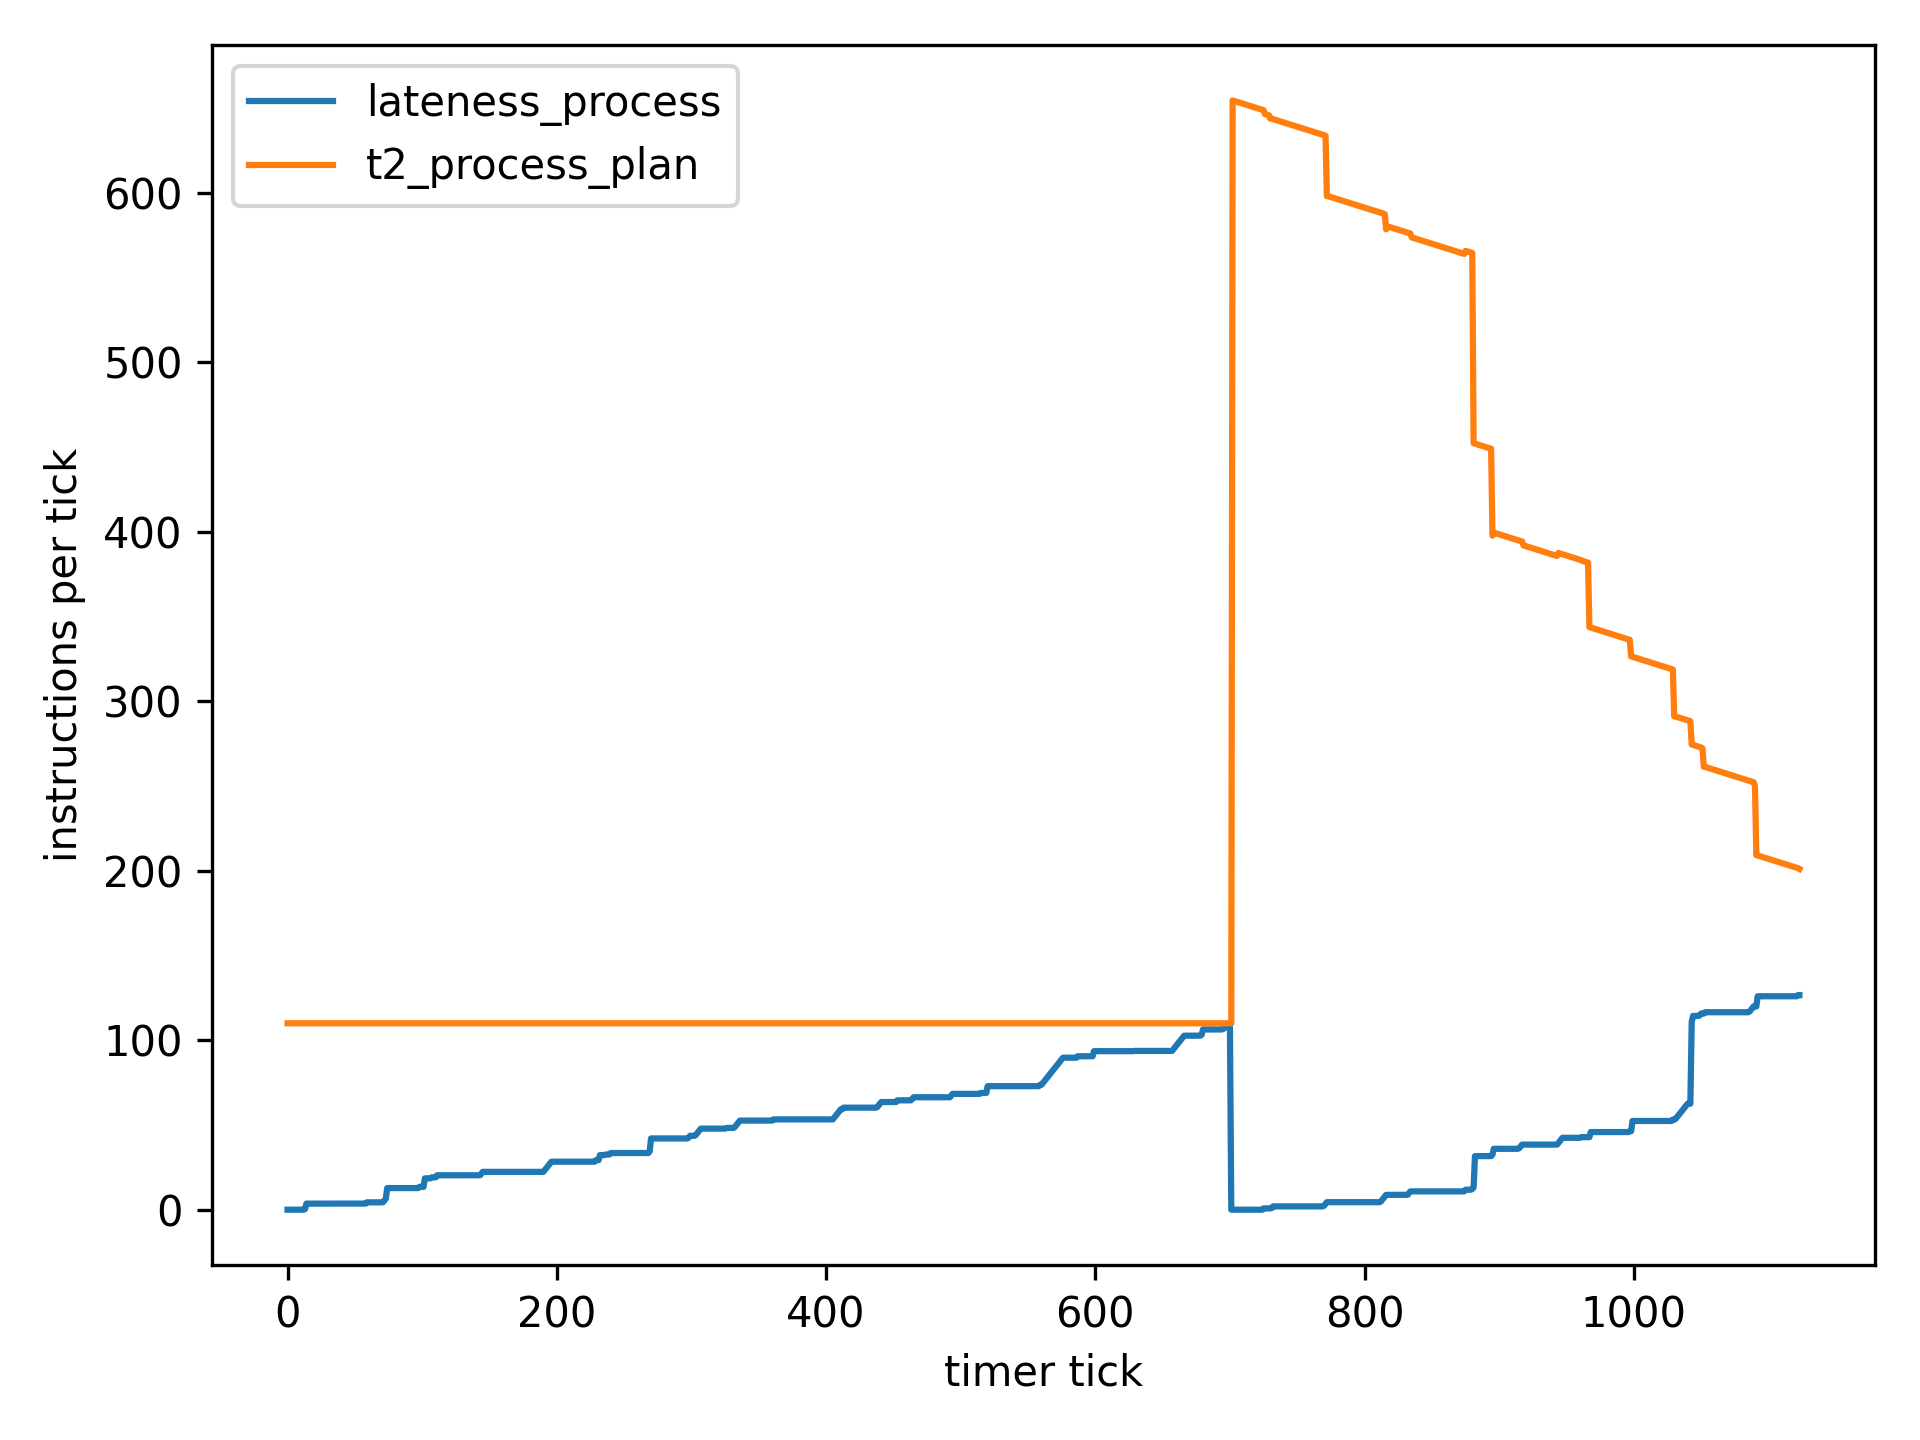 lateness_process
t2_process_plan
600
500
400
300
200
100
0
instructions per tick
0 200 400 600 800 1000
timer tick